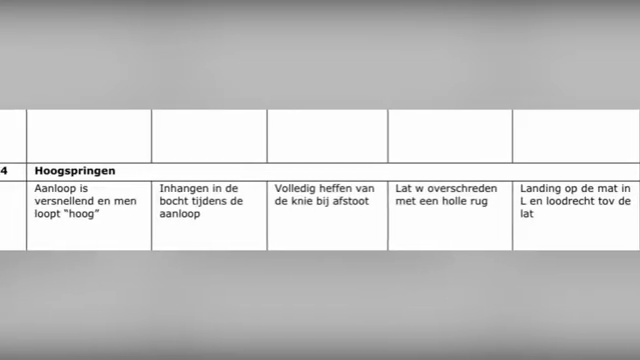 4 Hoogspringen
Aanloop is
versnellend en men
loopt “hoog”
Inhangen in de
bocht tijdens de
aanloop
Volledig heffen van
de knie bij afstoot
Lat w overschreden
met een holle rug
Landing op de mat in
L en loodrecht tov de
lat